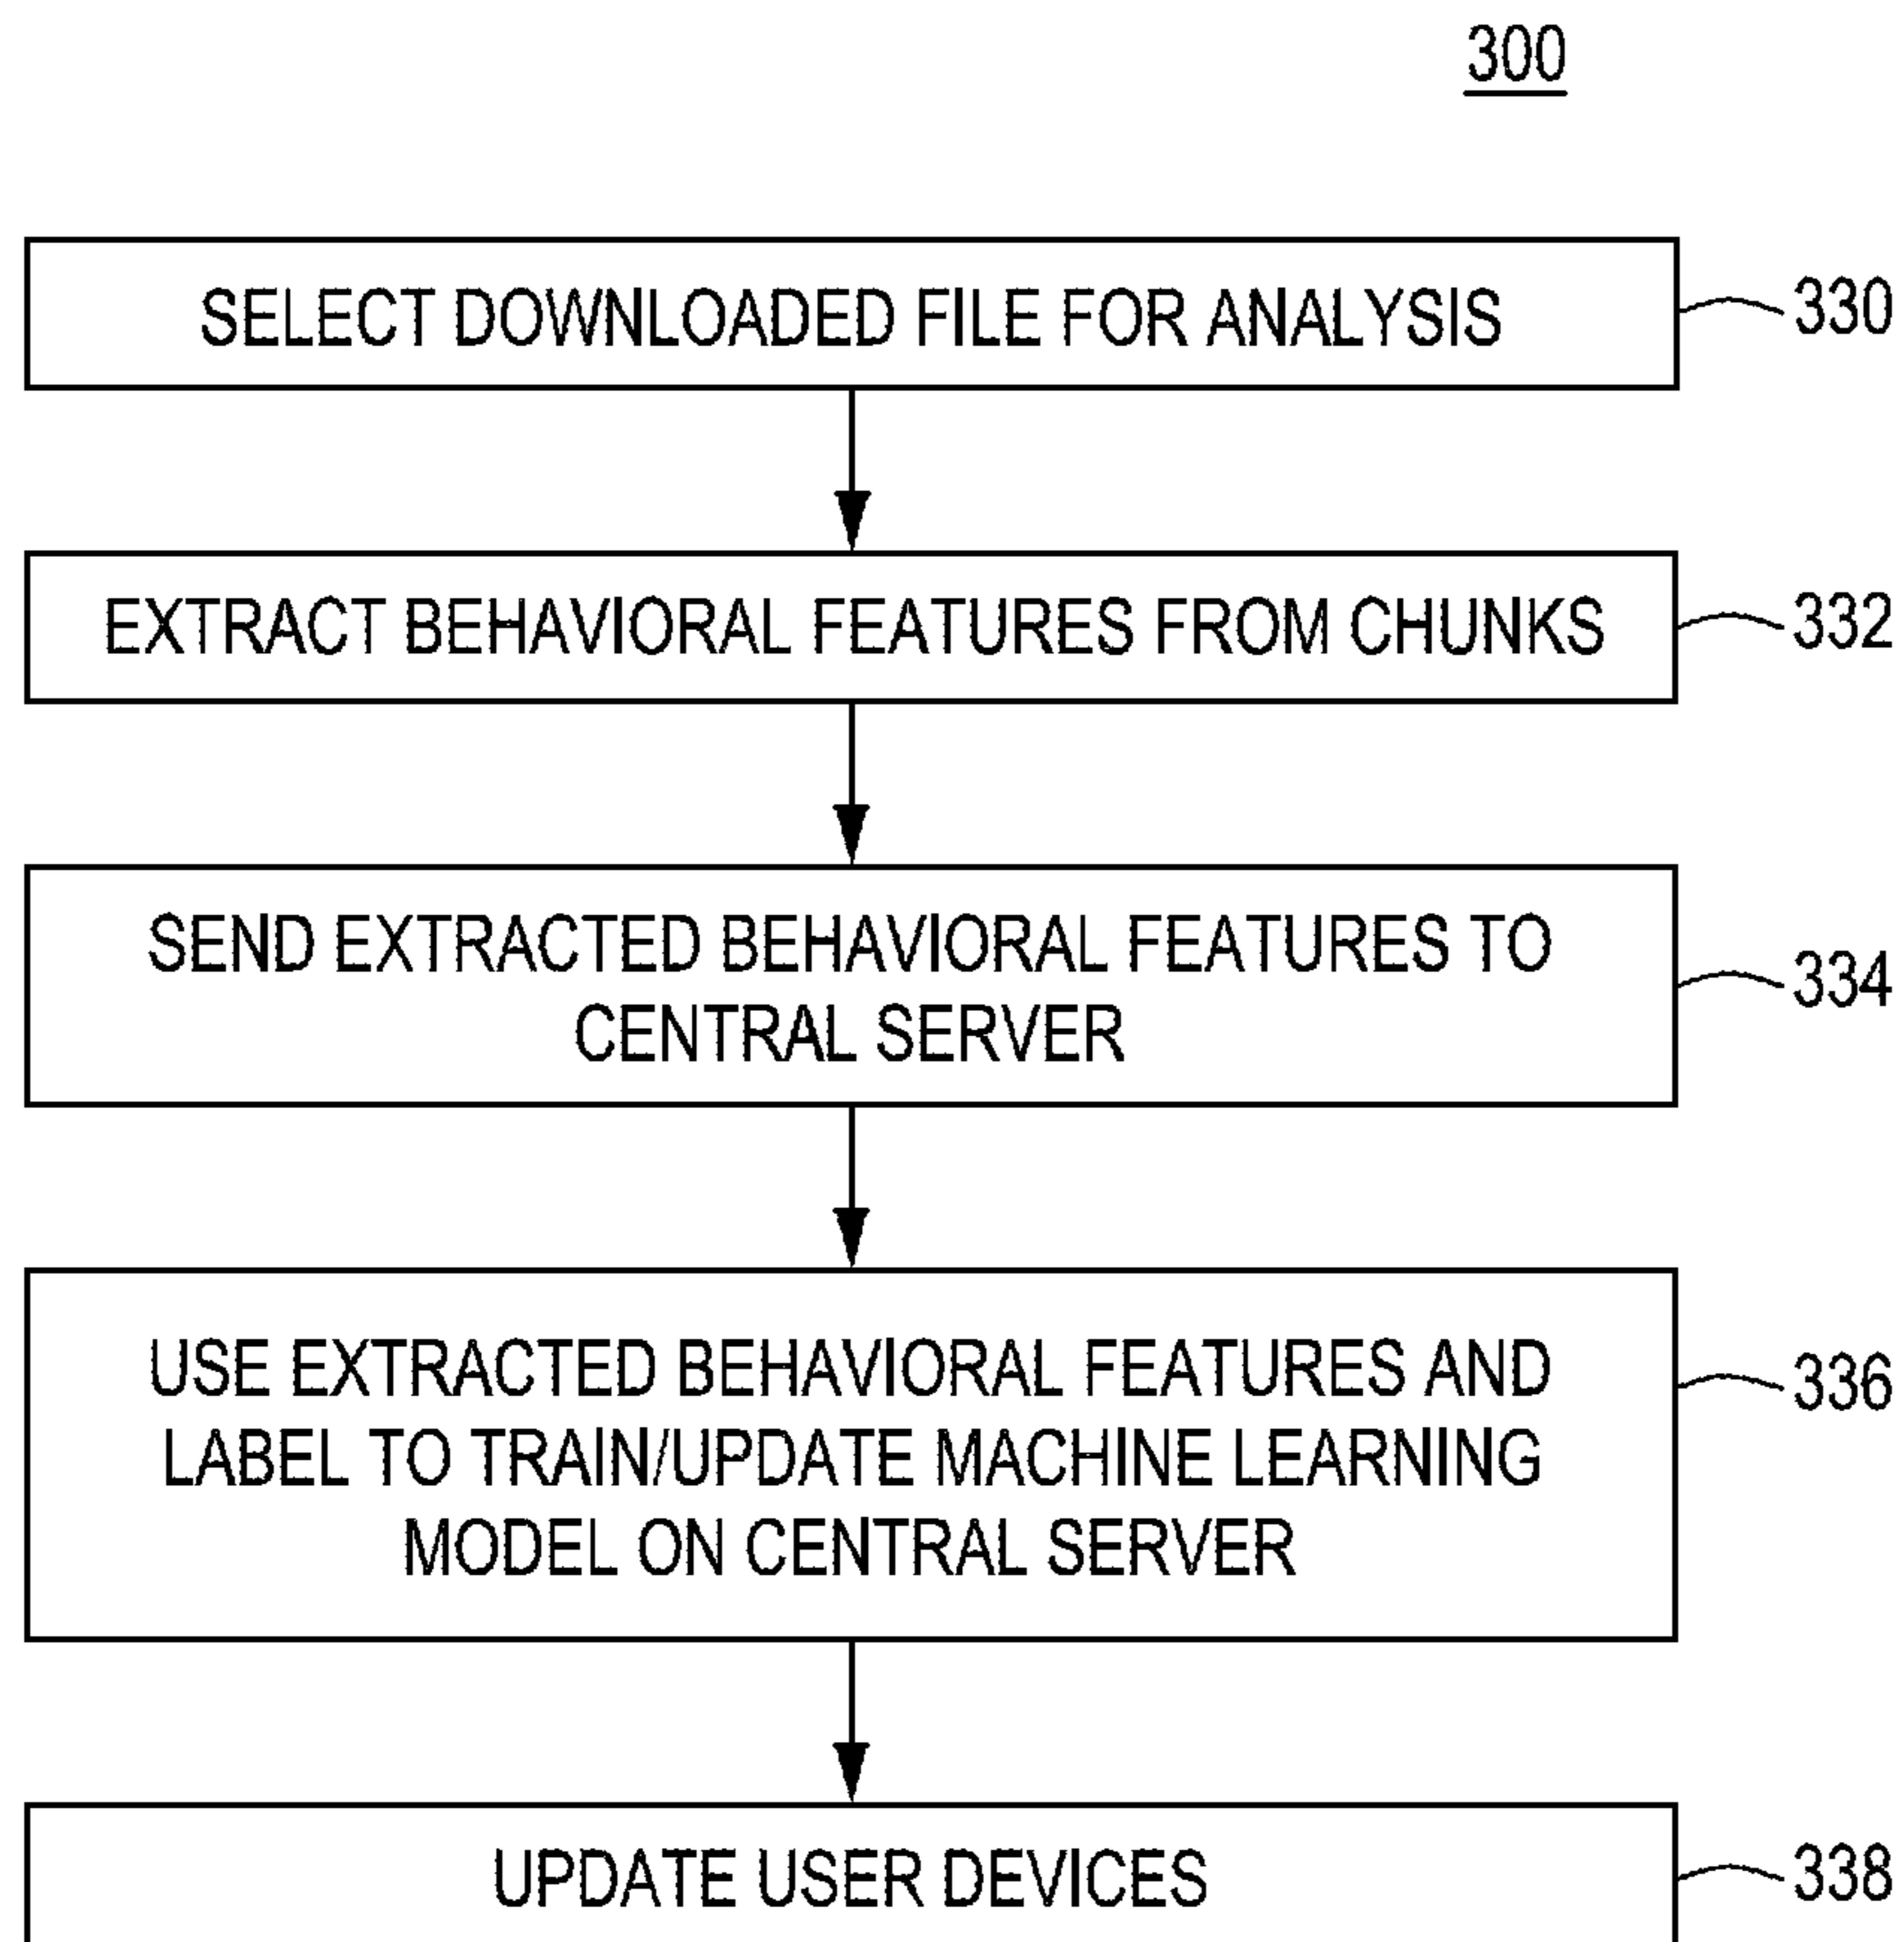 300
SELECT DOWNLOADED FILE FOR ANALYSIS
330
EXTRACT BEHAVIORAL FEATURES FROM CHUNKS
332
SEND EXTRACTED BEHAVIORAL FEATURES TO
CENTRAL SERVER
334
USE EXTRACTED BEHAVIORAL FEATURES AND
LABEL TO TRAIN/UPDATE MACHINE LEARNING
MODEL ON CENTRAL SERVER
336
UPDATE USER DEVICES
338